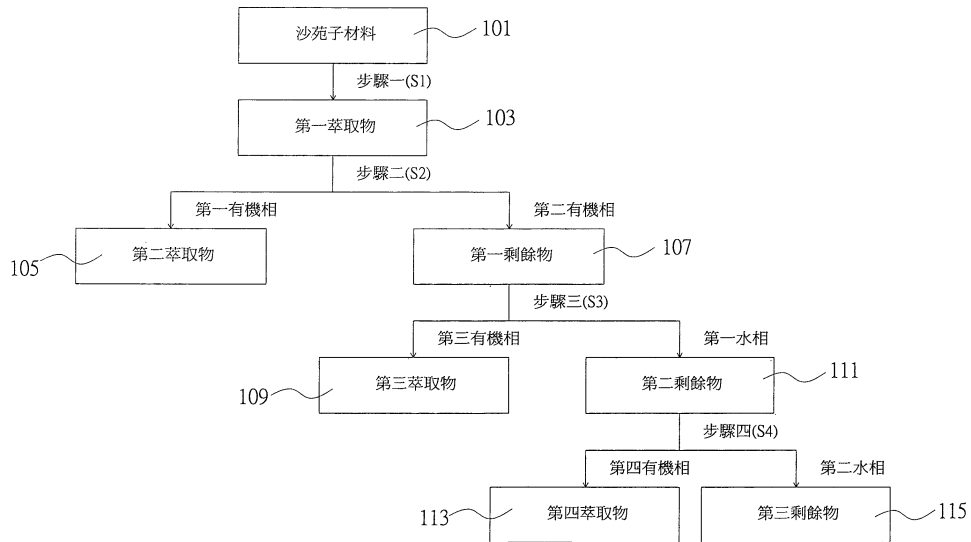 沙苑子材料
101
步驟一(S1)
第一萃取物
103
步驟二(S2)
第一有機相
第二有機相
105
第二萃取物
第一剩餘物
107
步驟三(S3)
第三有機相
第一水相
109
第三萃取物
第二剩餘物
111
步驟四(S4)
第四有機相
第二水相
113
第四萃取物
第三剩餘物
115